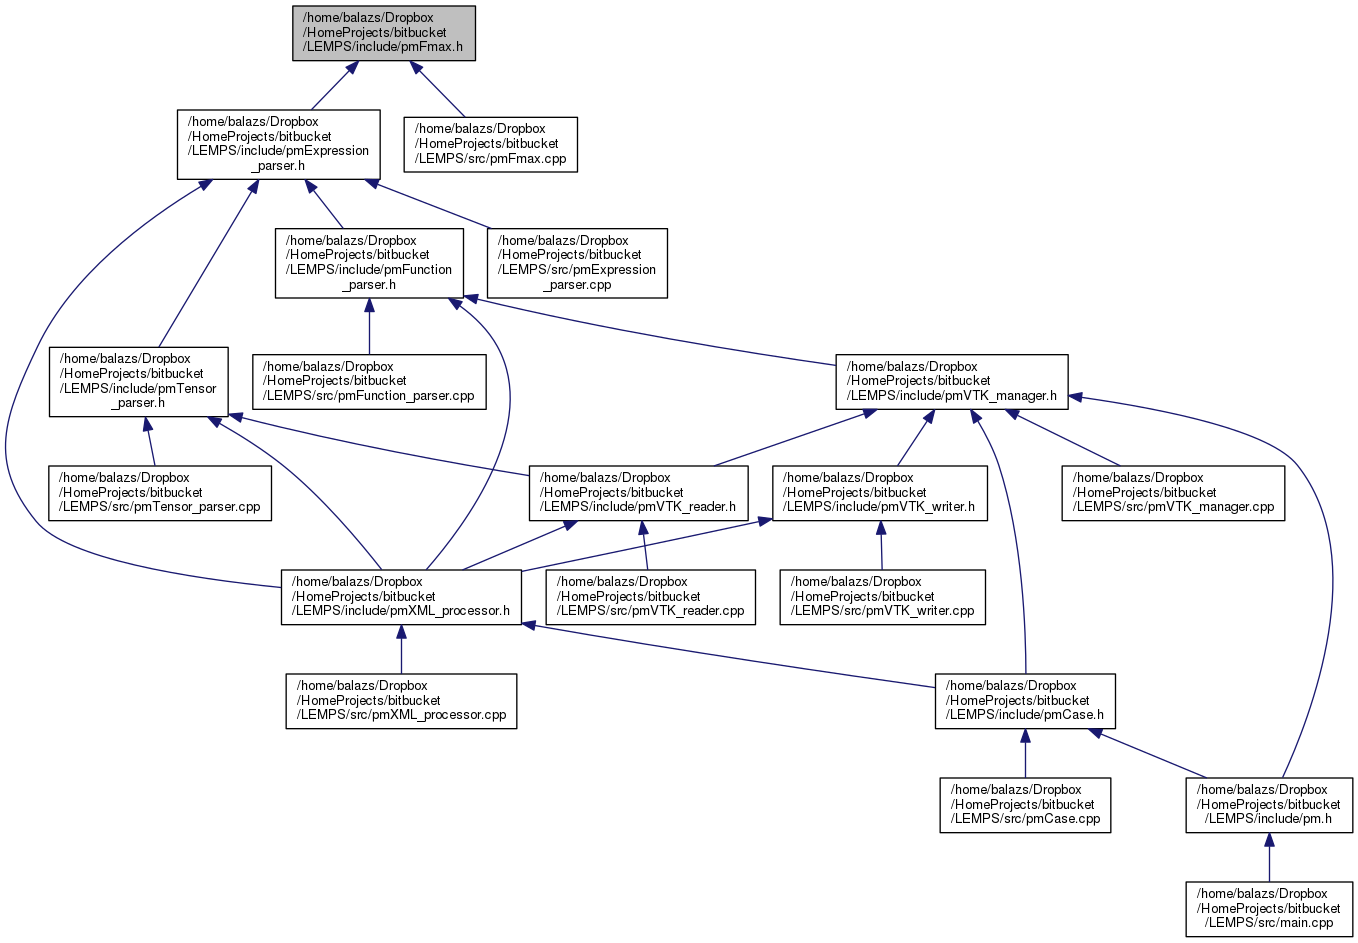 /home/balazs/Dropbox
/HomeProjects/bitbucket
/LEMPS/include/pmFmax.h
/home/balazs/Dropbox
/HomeProjects/bitbucket
/LEMPS/include/pmExpression
_parser.h
/home/balazs/Dropbox
/HomeProjects/bitbucket
/LEMPS/src/pmFmax.cpp
/home/balazs/Dropbox
/HomeProjects/bitbucket
/LEMPS/include/pmFunction
_parser.h
/home/balazs/Dropbox
/HomeProjects/bitbucket
/LEMPS/src/pmExpression
_parser.cpp
/home/balazs/Dropbox
/HomeProjects/bitbucket
/LEMPS/include/pmTensor
_parser.h
/home/balazs/Dropbox
/HomeProjects/bitbucket
/LEMPS/src/pmFunction_parser.cpp
/home/balazs/Dropbox
/HomeProjects/bitbucket
/LEMPS/include/pmVTK_manager.h
/home/balazs/Dropbox
/HomeProjects/bitbucket
/LEMPS/src/pmTensor_parser.cpp
/home/balazs/Dropbox
/HomeProjects/bitbucket
/LEMPS/include/pmVTK_reader.h
/home/balazs/Dropbox
/HomeProjects/bitbucket
/LEMPS/include/pmVTK_writer.h
/home/balazs/Dropbox
/HomeProjects/bitbucket
/LEMPS/src/pmVTK_manager.cpp
/home/balazs/Dropbox
/HomeProjects/bitbucket
/LEMPS/include/pmXML_processor.h
/home/balazs/Dropbox
/HomeProjects/bitbucket
/LEMPS/src/pmVTK_reader.cpp
/home/balazs/Dropbox
/HomeProjects/bitbucket
/LEMPS/src/pmVTK_writer.cpp
/home/balazs/Dropbox
/HomeProjects/bitbucket
/LEMPS/src/pmXML_processor.cpp
/home/balazs/Dropbox
/HomeProjects/bitbucket
/LEMPS/include/pmCase.h
/home/balazs/Dropbox
/HomeProjects/bitbucket
/LEMPS/src/pmCase.cpp
/home/balazs/Dropbox
/HomeProjects/bitbucket
/LEMPS/include/pm.h
/home/balazs/Dropbox
/HomeProjects/bitbucket
/LEMPS/src/main.cpp